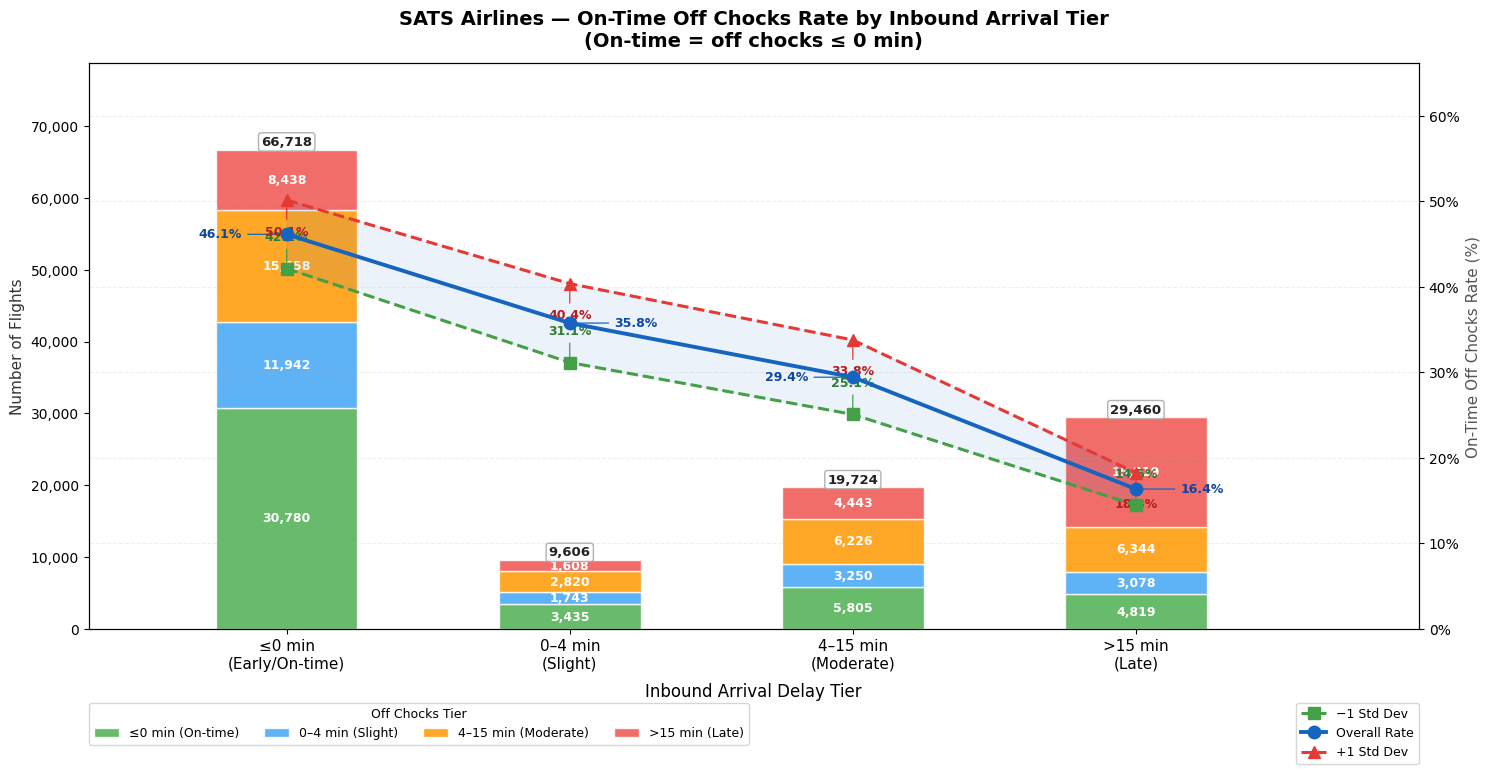 SATS Airlines — On-Time Off Chocks Rate by Inbound Arrival Tier
(On-time = off chocks ≤ 0 min)
Number of Flights
70,000
60,000
50,000
40,000
30,000
20,000
10,000
0
On-Time Off Chocks Rate (%)
60%
50%
40%
30%
20%
10%
0%
66,718
8,438
46.1%
11,942
30,780
40.4%
35.8%
31.1%
9,606
1,608
2,820
1,743
3,435
33.8%
29.4%
25.1%
19,724
4,443
6,226
3,250
5,805
29,460
16.4%
6,344
3,078
4,819
≤0 min
(Early/On-time)
0–4 min
(Slight)
4–15 min
(Moderate)
>15 min
(Late)
Inbound Arrival Delay Tier
Off Chocks Tier
≤0 min (On-time)
0–4 min (Slight)
4–15 min (Moderate)
>15 min (Late)
−1 Std Dev
Overall Rate
+1 Std Dev